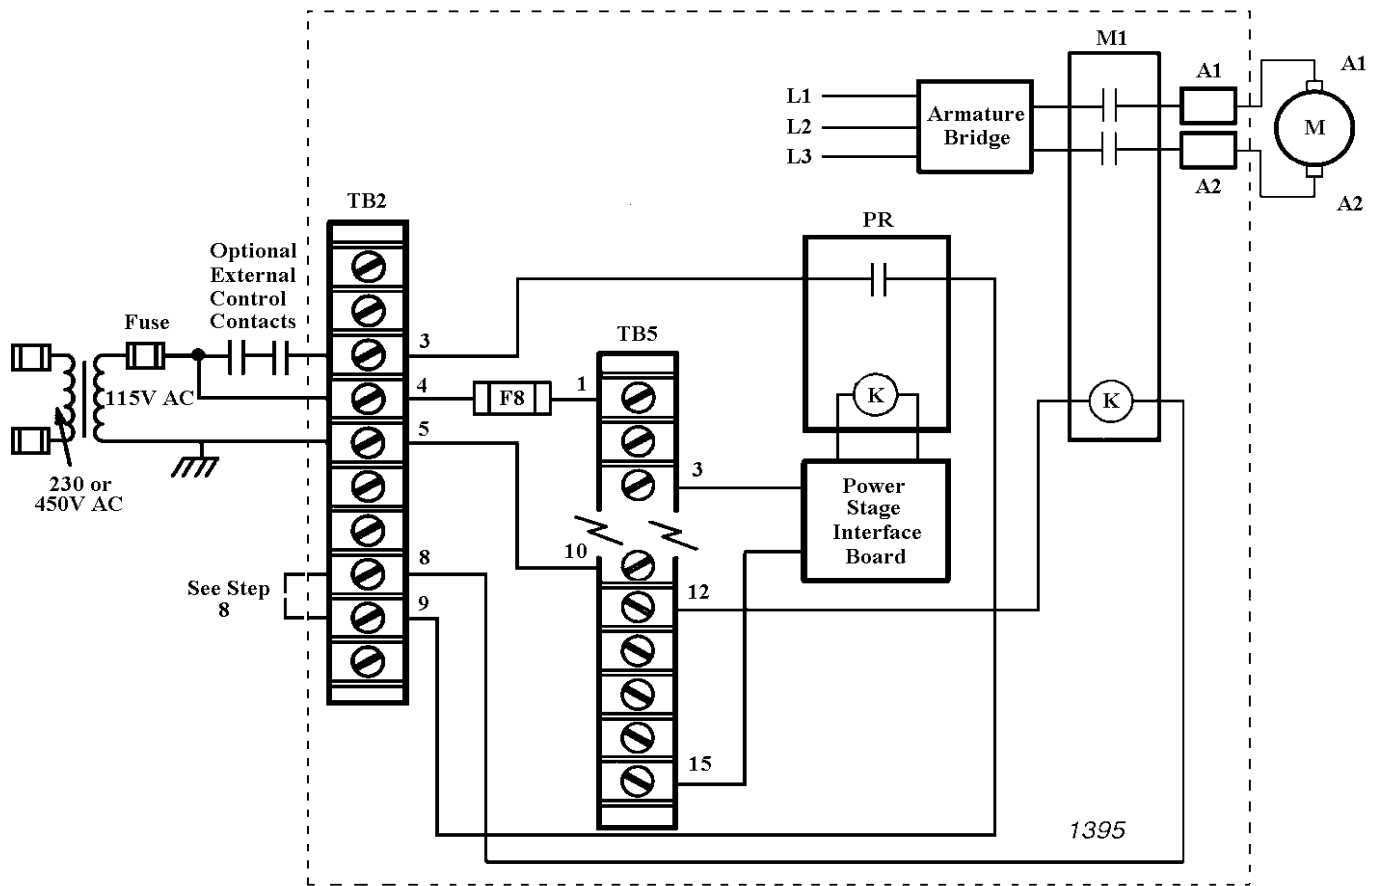 M1
A1
A1
L1
L2
L3
Armature
Bridge
M
A2
A2
TB2
PR
Optional
External
Control
Contacts
Fuse
3
TB5
115V AC
4
F8
1
K
K
5
230 or
450V AC
3
Power
Stage
Interface
Board
10
8
See Step
8
12
9
15
1395